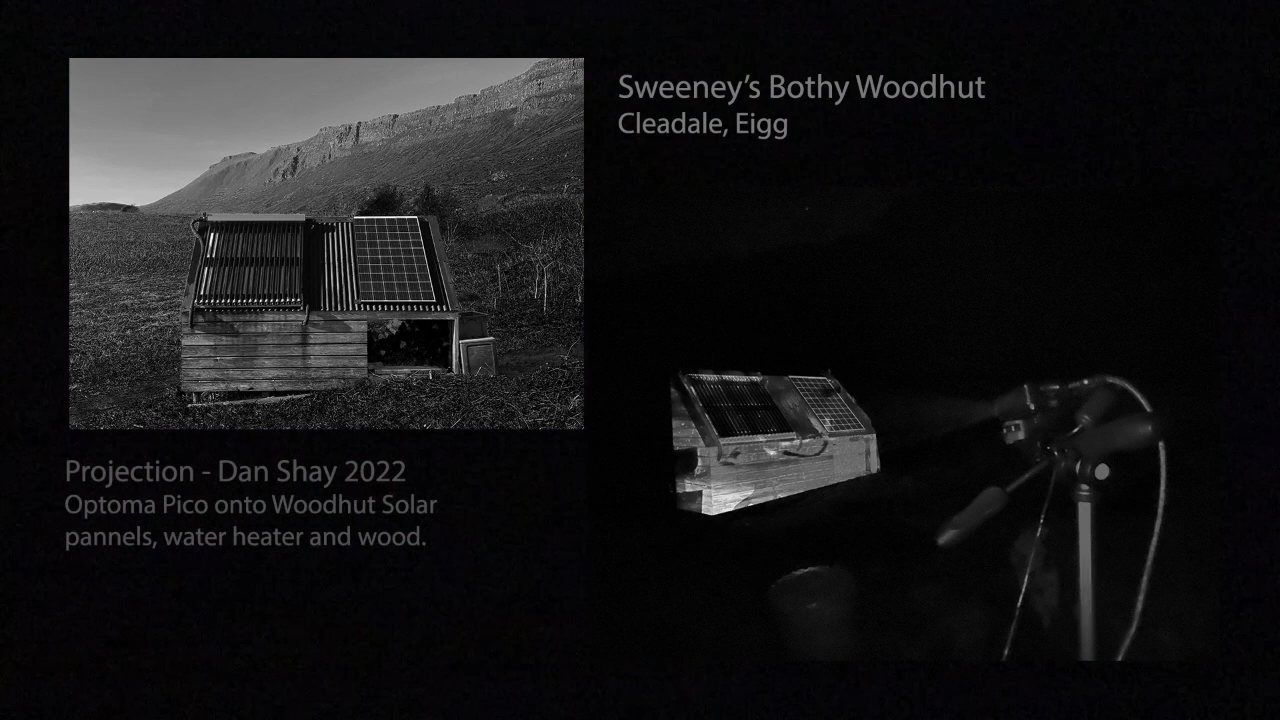 Sweeney’s Bothy Woodhut
Cleadale, Eigg
Projection - Dan Shay 2022
Optoma Pico onto Woodhut Solar
pannels, water heater and wood.